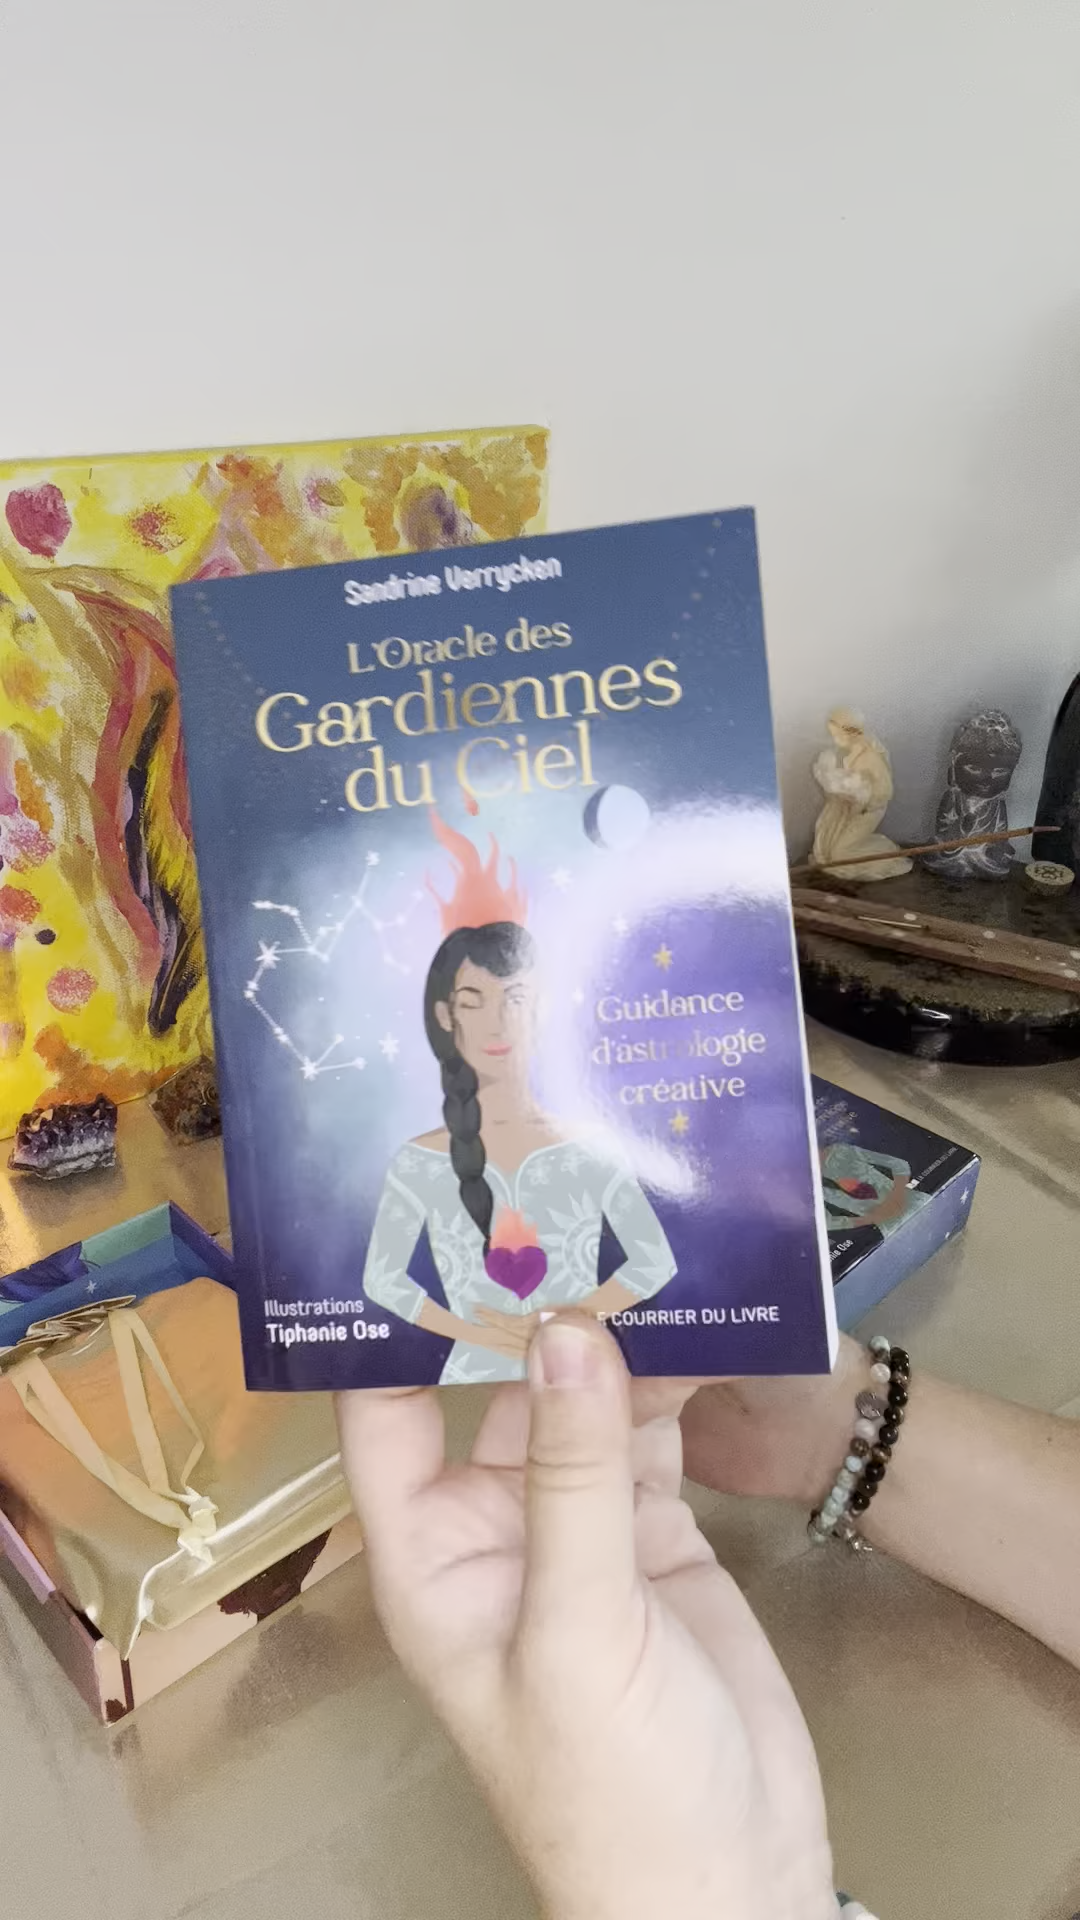 Sandrine Verrycken
L'Oracle des
Gardiennes
du Ciel
Guidance
d'astrologie
créative
Illustrations
Tiphanie Ose
COURRIER DU LIVRE